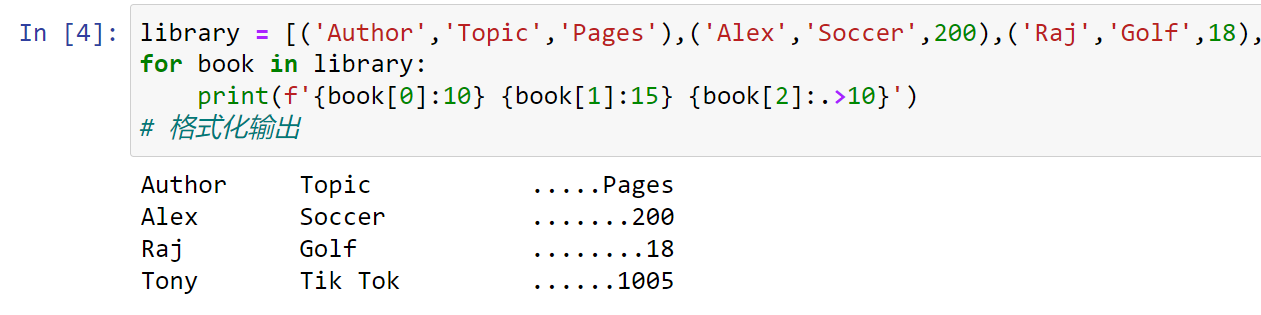 In [4]: library = [('Author','Topic','Pages'),('Alex','Soccer',200),('Raj','Golf',18),
for book in library:
    print(f'{book[0]:10} {book[1]:15} {book[2]:.>10}')
# 格式化输出
Author     Topic           .....Pages
Alex       Soccer          .......200
Raj        Golf            ........18
Tony       Tik Tok         ......1005